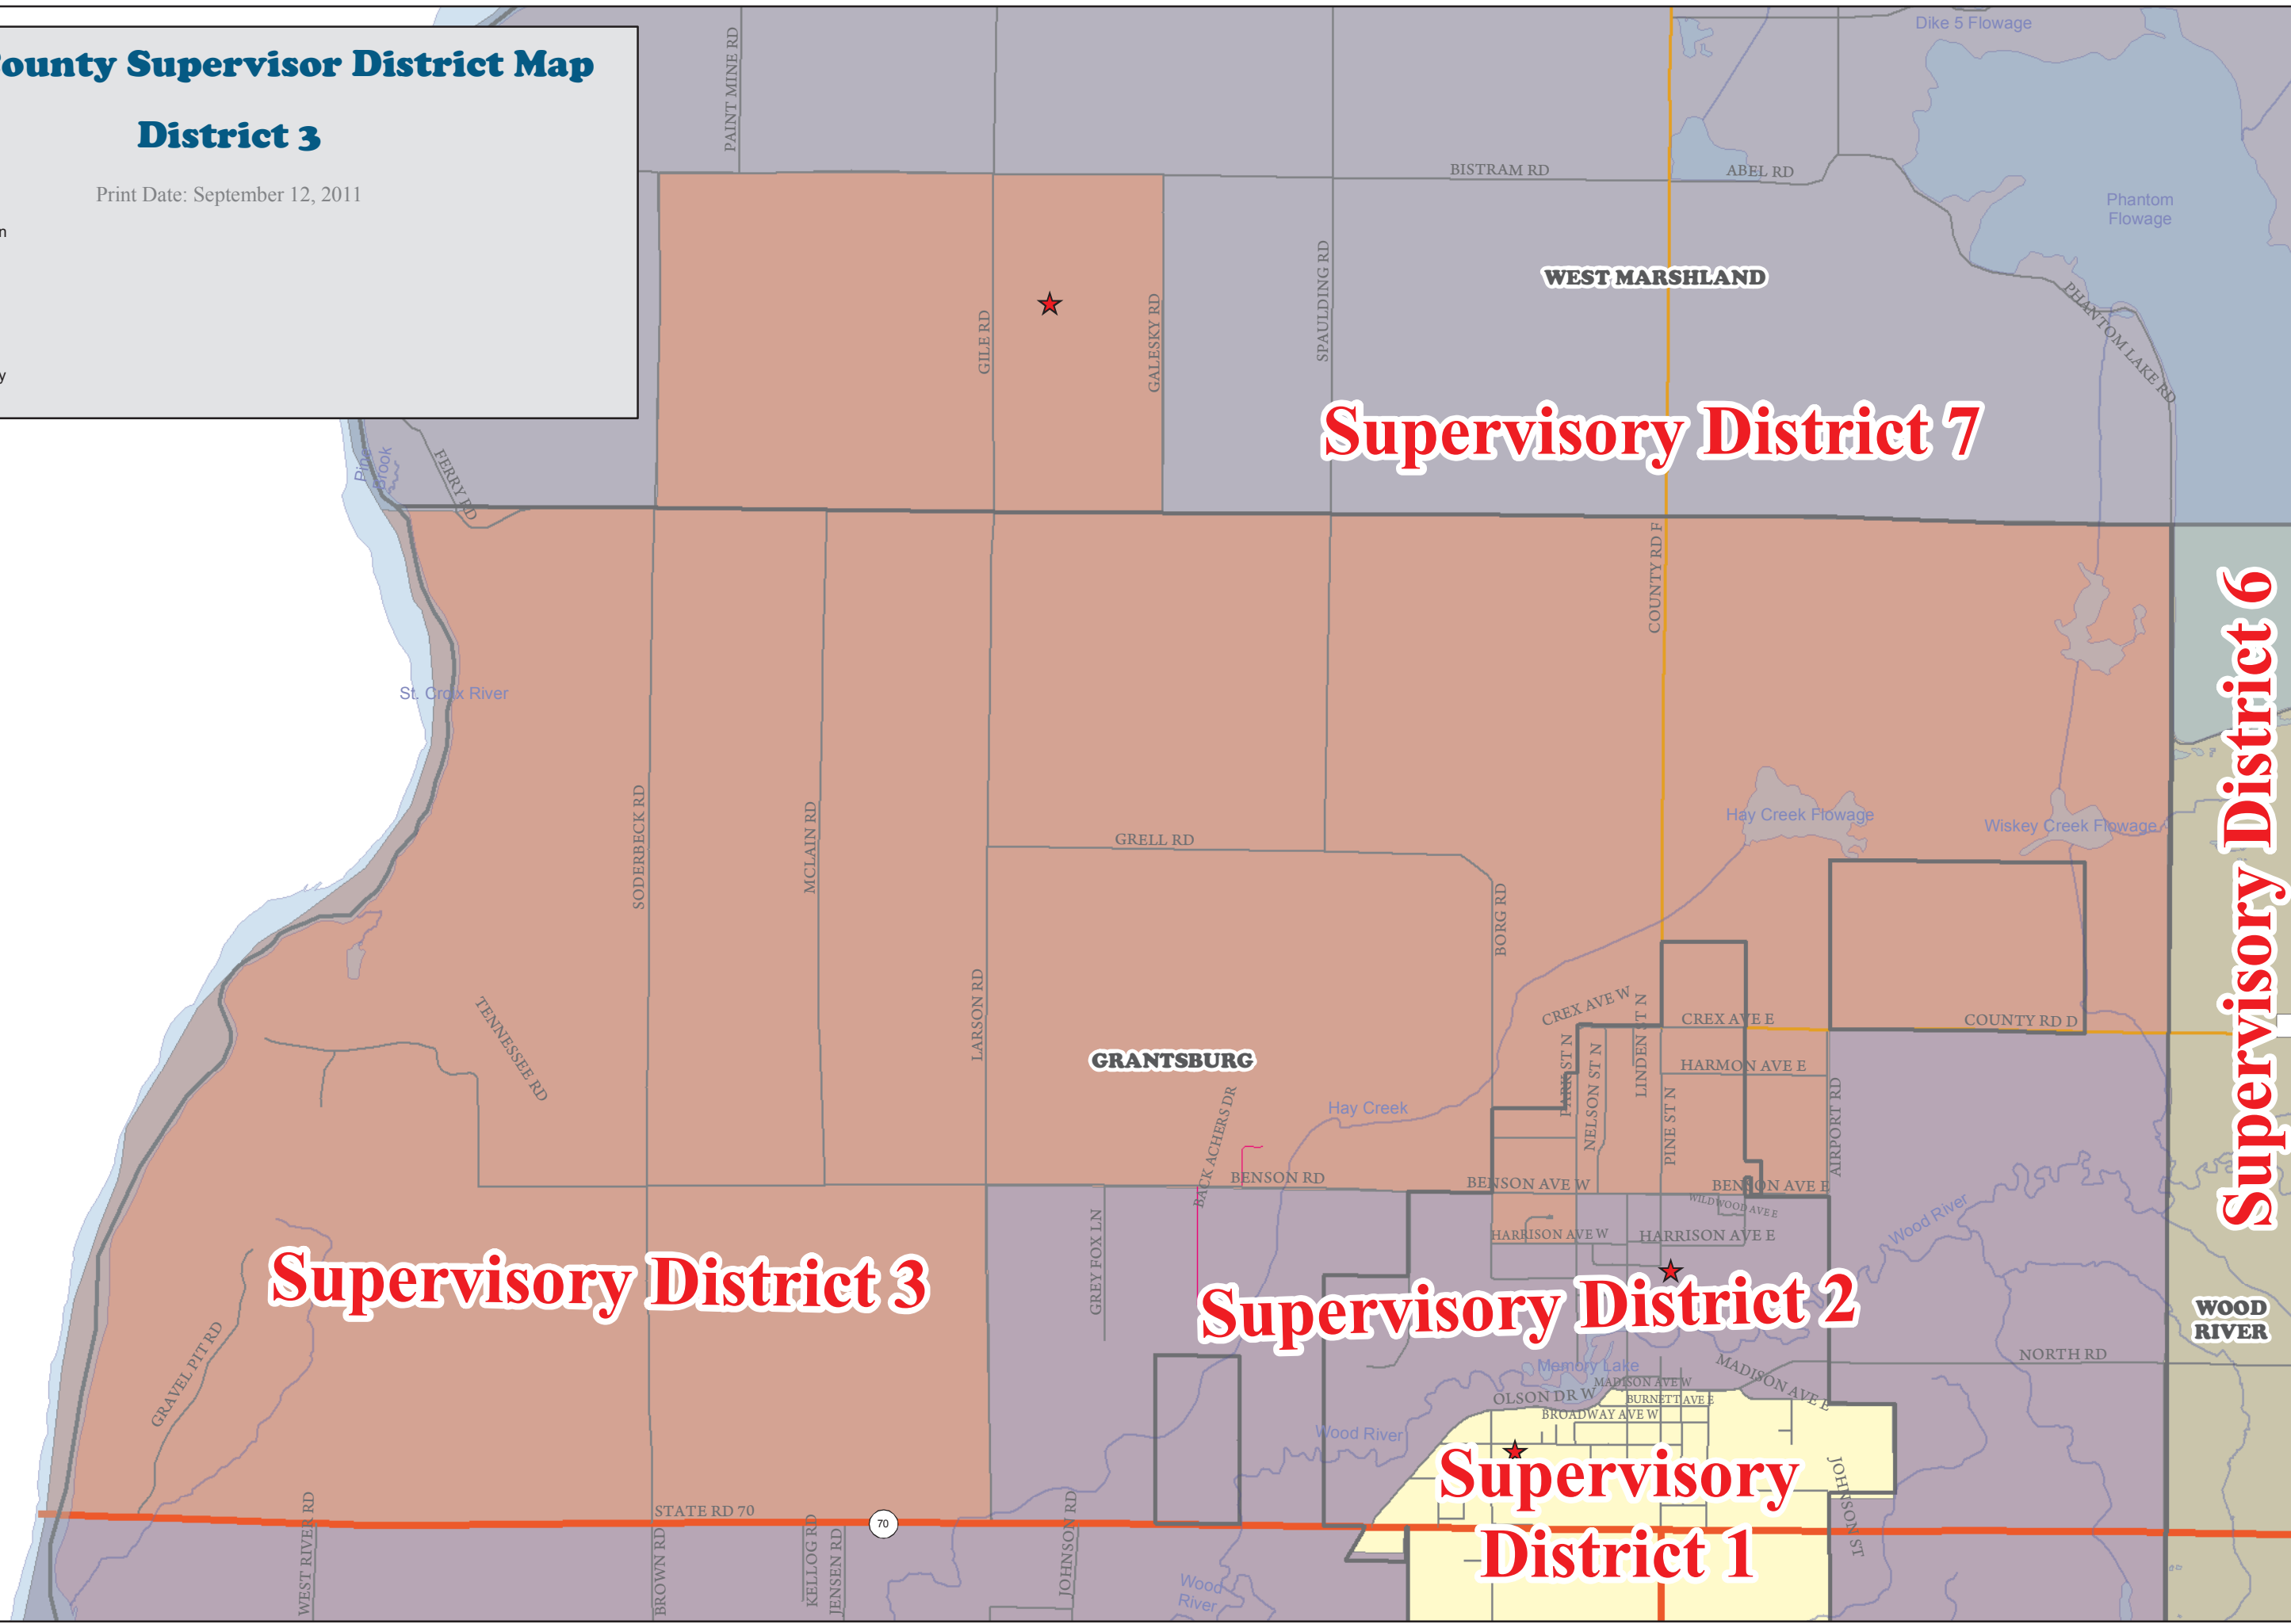 ounty Supervisor District Map
District 3
Print Date: September 12, 2011
n
y
PAINT MINE RD
Dike 5 Flowage
BISTRAM RD
ABEL RD
Phantom
Flowage
WEST MARSHLAND
GILE RD
GALESKY RD
SPAULDING RD
PHANTOM LAKE RD
Supervisory District 7
Brook
FERRY RD
COUNTY RD F
Supervisory District 6
St. Croix River
SODERBECK RD
MCLAIN RD
GRELL RD
Hay Creek Flowage
Wiskey Creek Flowage
BORG RD
LARSON RD
TENNESSEE RD
CREX AVE W
LINDEN ST N
CREX AVE E
COUNTY RD D
GRANTSBURG
PARK ST N
NELSON ST N
HARMON AVE E
PINE ST N
AIRPORT RD
Hay Creek
BACK ACHERS DR
BENSON RD
BENSON AVE W
BENSON AVE E
WILDWOOD AVE E
GREY FOX LN
HARRISON AVE W
HARRISON AVE E
Wood River
Supervisory District 3
Supervisory District 2
WOOD
RIVER
GRAVEL PIT RD
Memory Lake
NORTH RD
MADISON AVE E
MADISON AVE W
OLSON DR W
BURNETT AVE E
BROADWAY AVE W
Wood River
Supervisory
District 1
JOHNSON ST
STATE RD 70
70
WEST RIVER RD
BROWN RD
KELLOG RD
JENSEN RD
JOHNSON RD
Wood
River